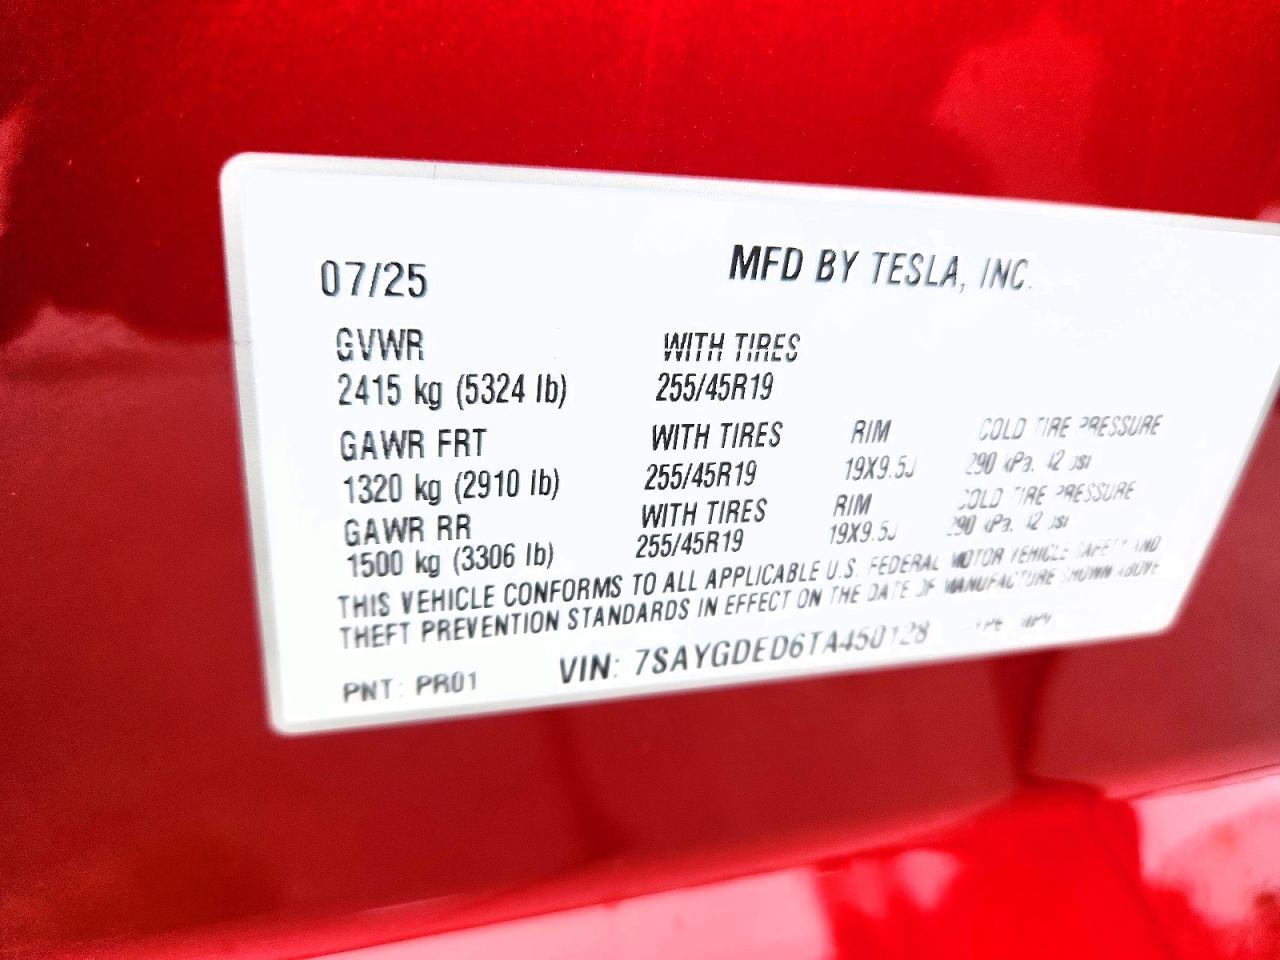 07/25 MFD BY TESLA, INC.
GVWR WITH TIRES
2415 kg (5324 lb) 255/45R19
GAWR FRT WITH TIRES RIM COLD TIRE PRESSURE
1320 kg (2910 lb) 255/45R19 19X9.5J 290 kPa, 42 psi
GAWR RR WITH TIRES RIM COLD TIRE PRESSURE
1500 kg (3306 lb) 255/45R19 19X9.5J 290 kPa, 42 psi
THIS VEHICLE CONFORMS TO ALL APPLICABLE U.S. FEDERAL MOTOR VEHICLE SAFETY AND
THEFT PREVENTION STANDARDS IN EFFECT ON THE DATE OF MANUFACTURE SHOWN ABOVE
PNT: PR01 VIN: 7SAYGDED6TA450128 TYPE: MPV